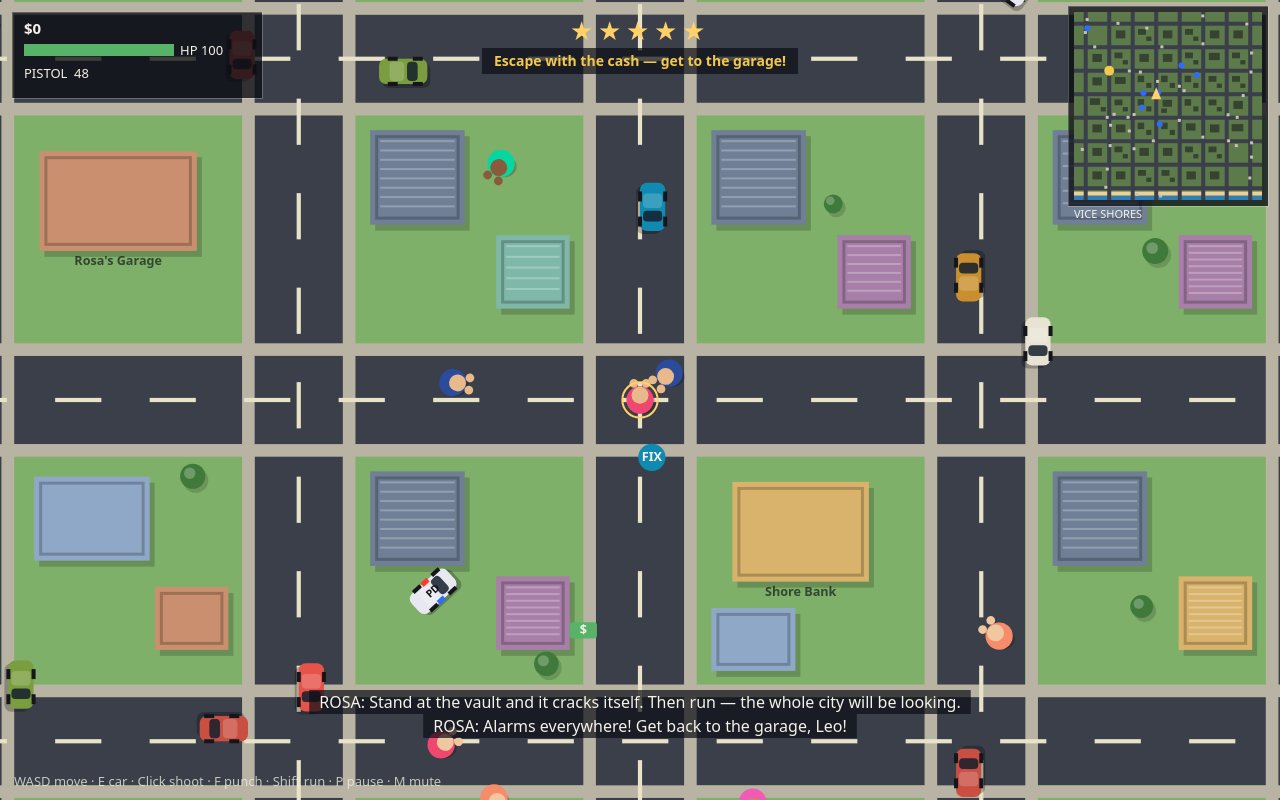 $0
HP 100
PISTOL 48
★ ★ ★ ★ ★
Escape with the cash — get to the garage!
VICE SHORES
Rosa's Garage
FIX
PD
Shore Bank
$
ROSA: Stand at the vault and it cracks itself. Then run — the whole city will be looking.
ROSA: Alarms everywhere! Get back to the garage, Leo!
WASD move · E car · Click shoot · F punch · Shift run · P pause · M mute